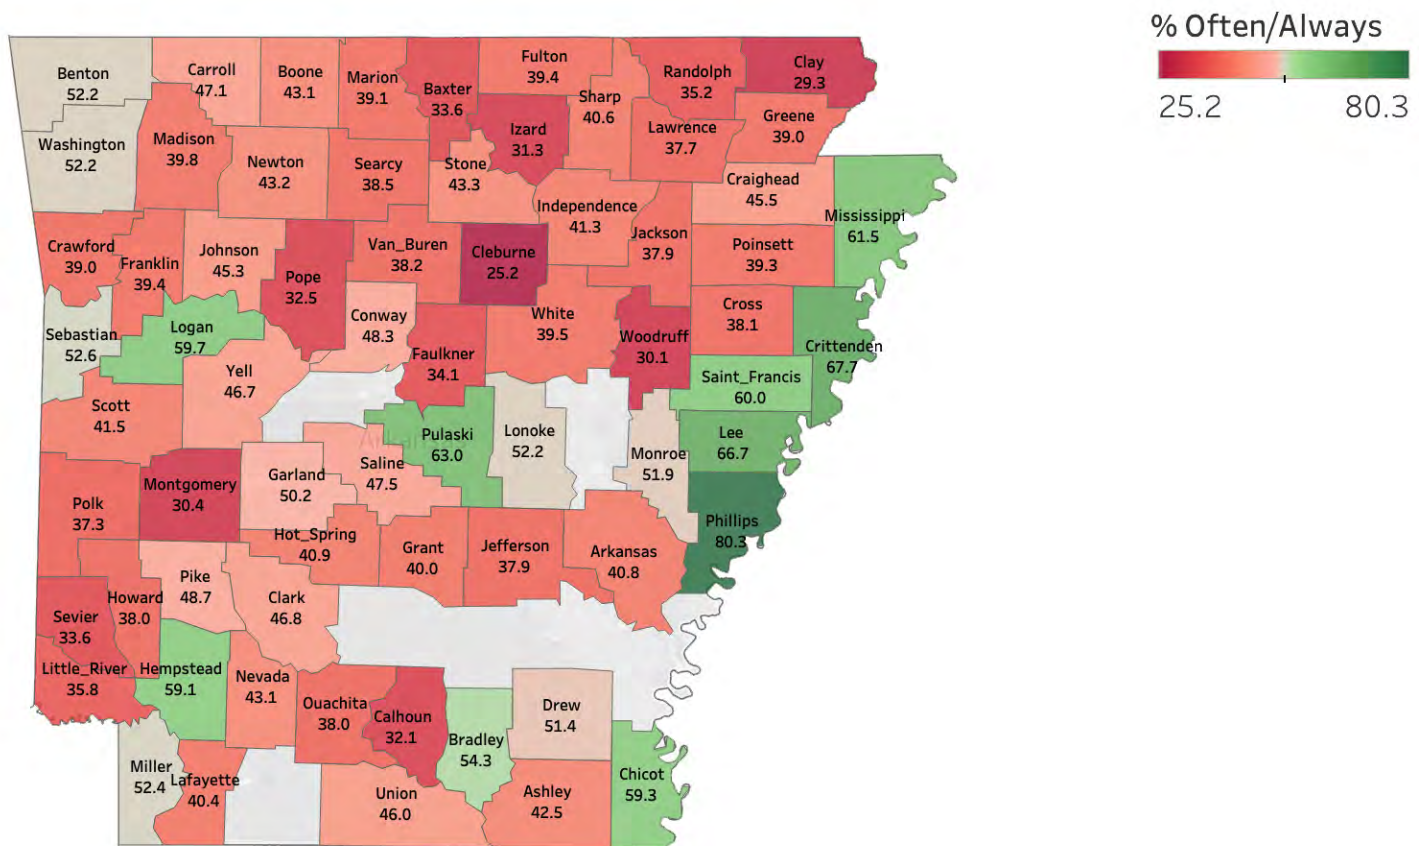 % Often/Always
25.2 80.3
Benton
52.2
Carroll
47.1
Boone
43.1
Marion
39.1
Baxter
33.6
Fulton
39.4
Sharp
40.6
Randolph
35.2
Clay
29.3
Washington
52.2
Madison
39.8
Newton
43.2
Searcy
38.5
Stone
43.3
Izard
31.3
Lawrence
37.7
Greene
39.0
Craighead
45.5
Mississippi
61.5
Independence
41.3
Jackson
37.9
Poinsett
39.3
Crawford
39.0
Franklin
39.4
Johnson
45.3
Pope
32.5
Van_Buren
38.2
Cleburne
25.2
Sebastian
52.6
Logan
59.7
Conway
48.3
Faulkner
34.1
White
39.5
Woodruff
30.1
Cross
38.1
Crittenden
67.7
Yell
46.7
Saint_Francis
60.0
Scott
41.5
Arkansas
Pulaski
63.0
Lonoke
52.2
Monroe
51.9
Lee
66.7
Polk
37.3
Montgomery
30.4
Garland
50.2
Saline
47.5
Phillips
80.3
Hot_Spring
40.9
Grant
40.0
Jefferson
37.9
Arkansas
40.8
Sevier
33.6
Howard
38.0
Pike
48.7
Clark
46.8
Little_River
35.8
Hempstead
59.1
Nevada
43.1
Ouachita
38.0
Calhoun
32.1
Bradley
54.3
Drew
51.4
Miller
52.4
Lafayette
40.4
Union
46.0
Ashley
42.5
Chicot
59.3